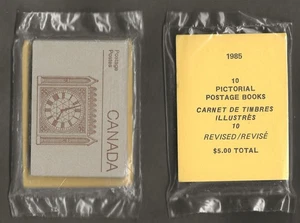 Postage
Postes
CANADA
1985
10
PICTORIAL
POSTAGE BOOKS
CARNET DE TIMBRES
ILLUSTRÉS
10
REVISED/REVISÉ
$5.00 TOTAL